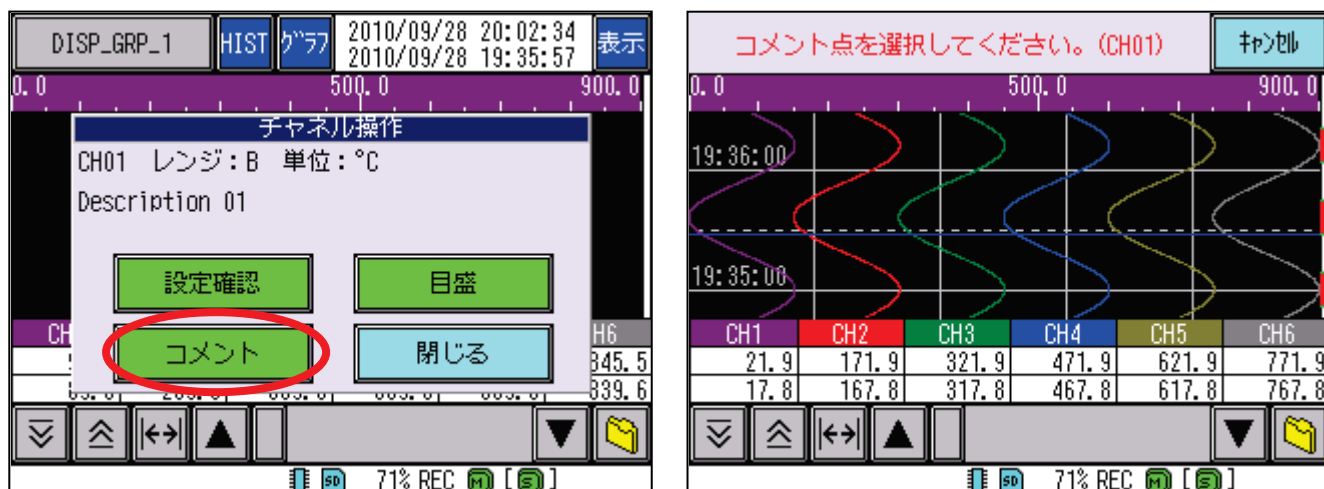 DISP_GRP_1
HIST
グラフ
2010/09/28 20:02:34
2010/09/28 19:35:57
表示
0.0 500.0 900.0
チャネル操作
CH01 レンジ:B 単位:°C
Description 01
設定確認
目盛
コメント
閉じる
CH
H6
345.5
339.6
71% REC M [S]
コメント点を選択してください。(CH01)
キャンセル
0.0 500.0 900.0
19:36:00
19:35:00
CH1 CH2 CH3 CH4 CH5 CH6
21.9 171.9 321.9 471.9 621.9 771.9
17.8 167.8 317.8 467.8 617.8 767.8
SD 71% REC M [S]